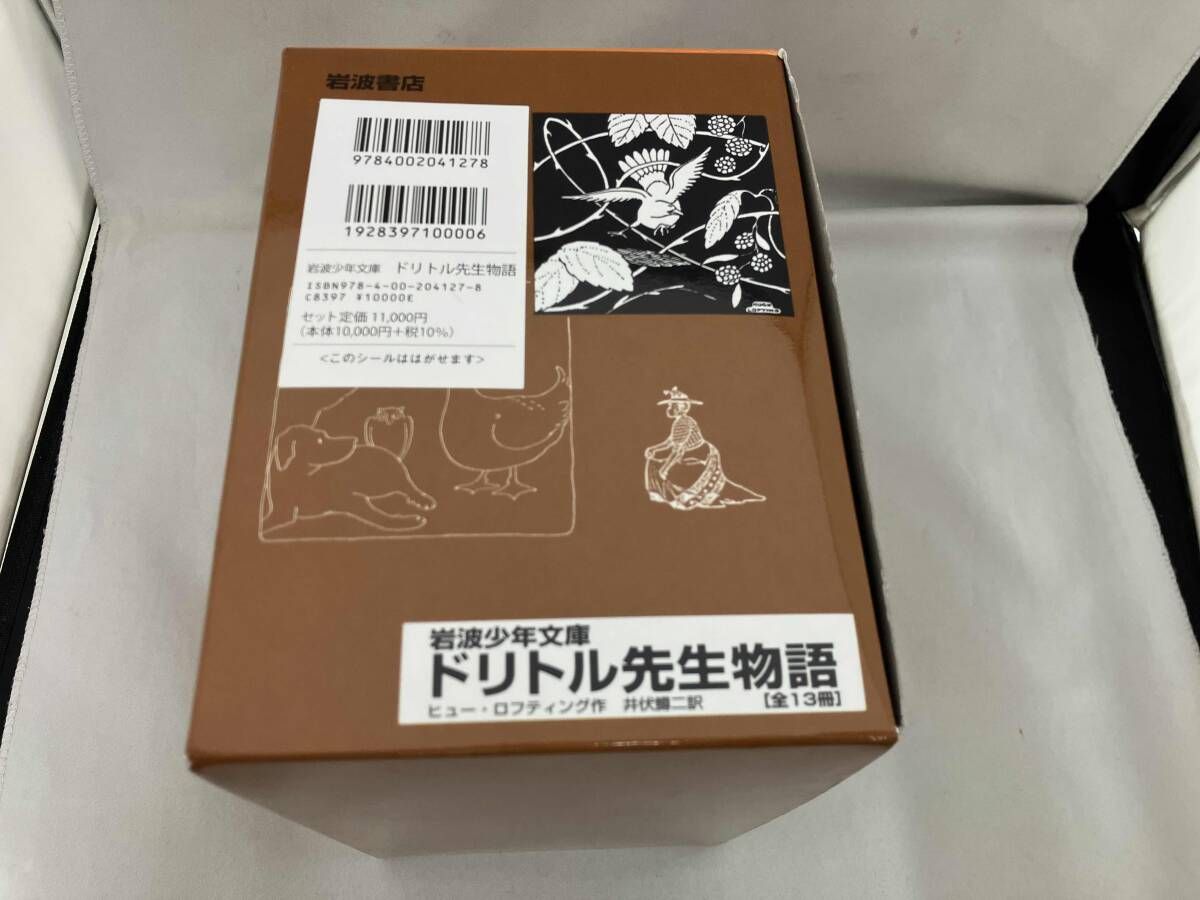 岩波書店
9784002041278
1928397100006
岩波少年文庫 ドリトル先生物語
ISBN978-4-00-204127-8
C8397 ¥10000E
セット定価 11,000円
(本体10,000円+税10%)
<このシールははがせます>
HUGH
LOFTING
岩波少年文庫
ドリトル先生物語
ヒュー・ロフティング作 井伏鱒二訳 [全13冊]